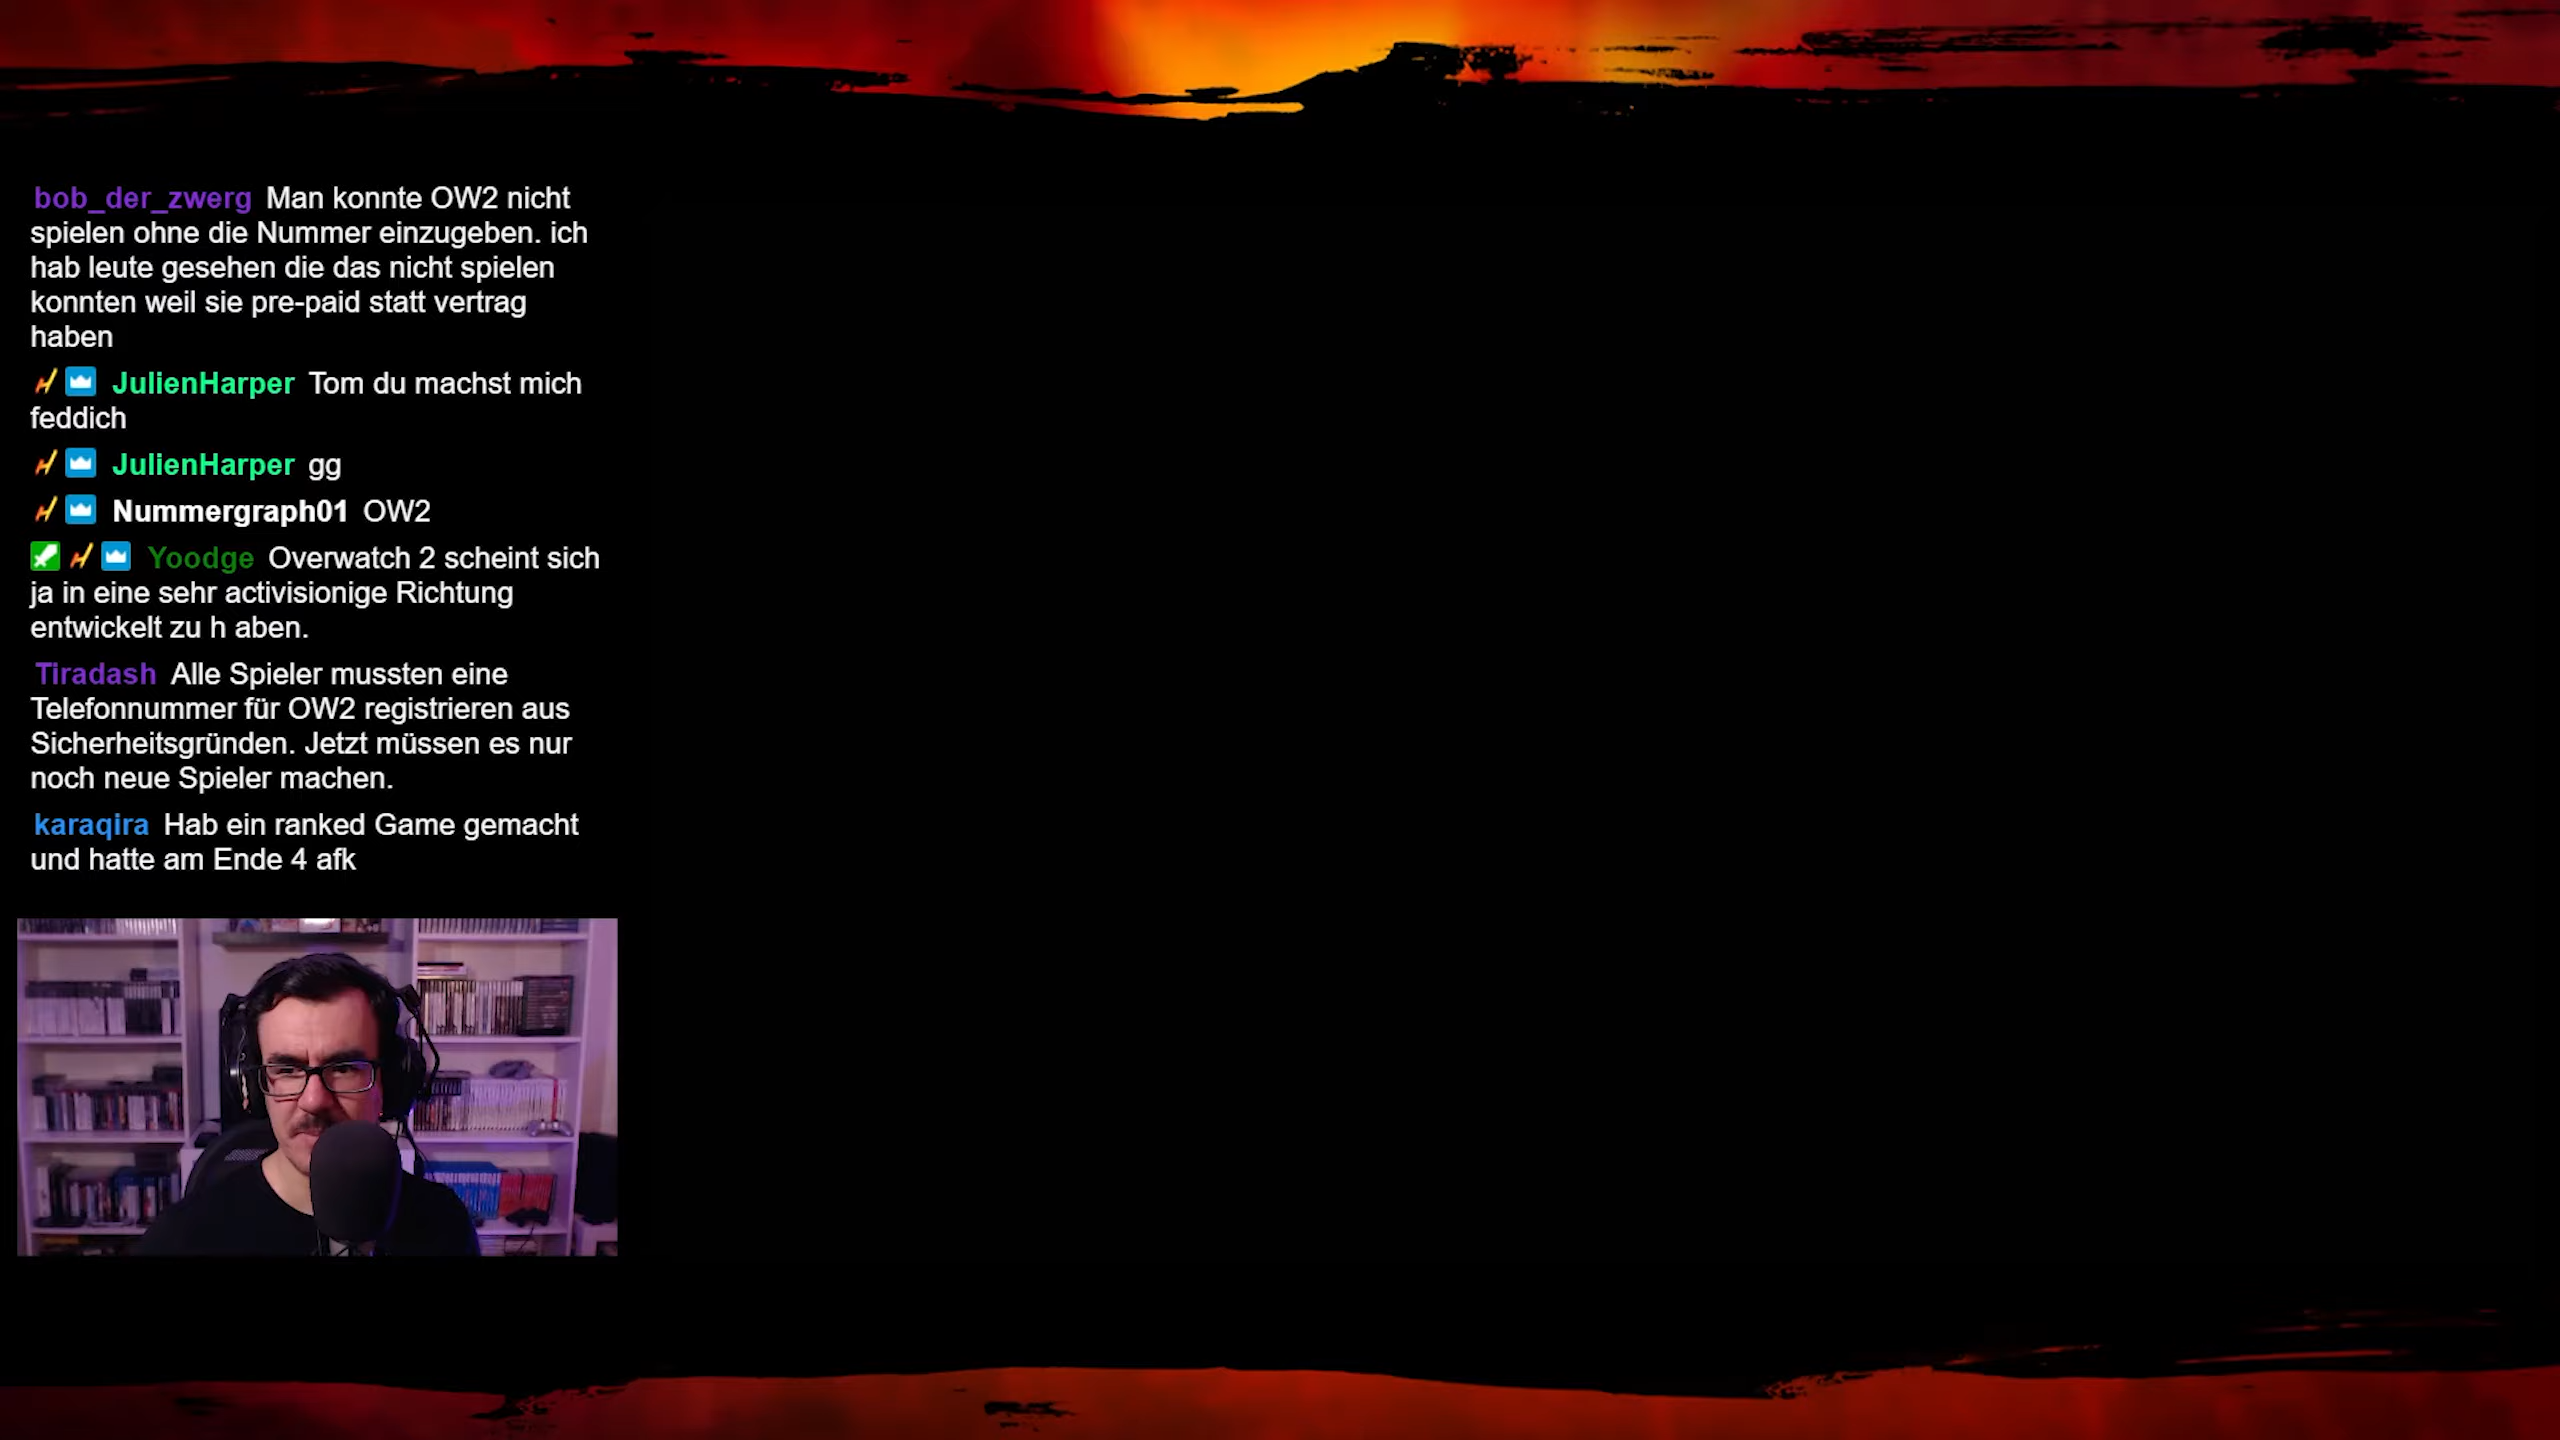 bob_der_zwerg Man konnte OW2 nicht
spielen ohne die Nummer einzugeben. ich
hab leute gesehen die das nicht spielen
konnten weil sie pre-paid statt vertrag
haben
JulienHarper Tom du machst mich
feddich
JulienHarper gg
Nummergraph01 OW2
Yoodge Overwatch 2 scheint sich
ja in eine sehr activisionige Richtung
entwickelt zu h aben.
Tiradash Alle Spieler mussten eine
Telefonnummer für OW2 registrieren aus
Sicherheitsgründen. Jetzt müssen es nur
noch neue Spieler machen.
karaqira Hab ein ranked Game gemacht
und hatte am Ende 4 afk